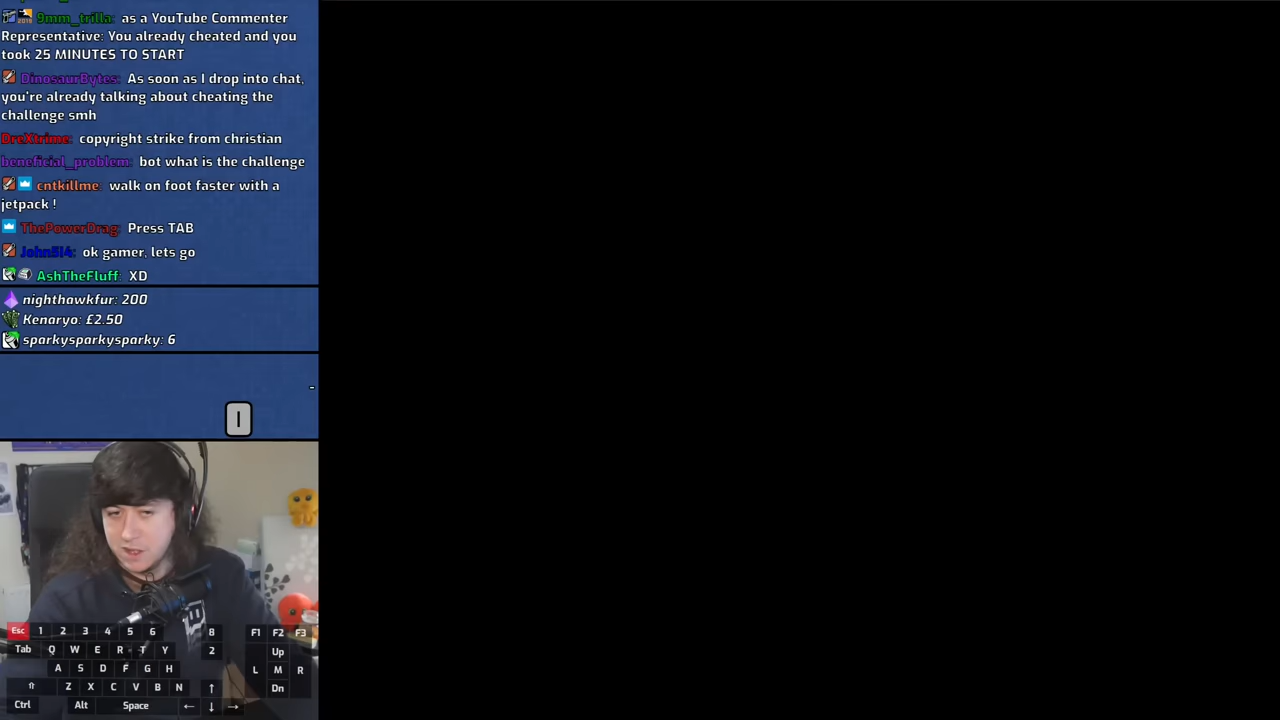 9mm_trilla: as a YouTube Commenter
Representative: You already cheated and you
took 25 MINUTES TO START
DinosaurBytes: As soon as I drop into chat,
you're already talking about cheating the
challenge smh
DreXtrime: copyright strike from christian
beneficial_problem: bot what is the challenge
cntkillme: walk on foot faster with a
jetpack !
ThePowerDrag: Press TAB
John5i4: ok gamer, lets go
AshTheFluff: XD
nighthawkfur: 200
Kenaryo: £2.50
sparkysparkysparky: 6
-
|
Esc 1 2 3 4 5 6 B F1 F2 F3
Tab Q W E R T Y 2 Up
A S D F G H L M R
⇧ Z X C V B N ↑ Dn
Ctrl Alt Space ← ↓ →